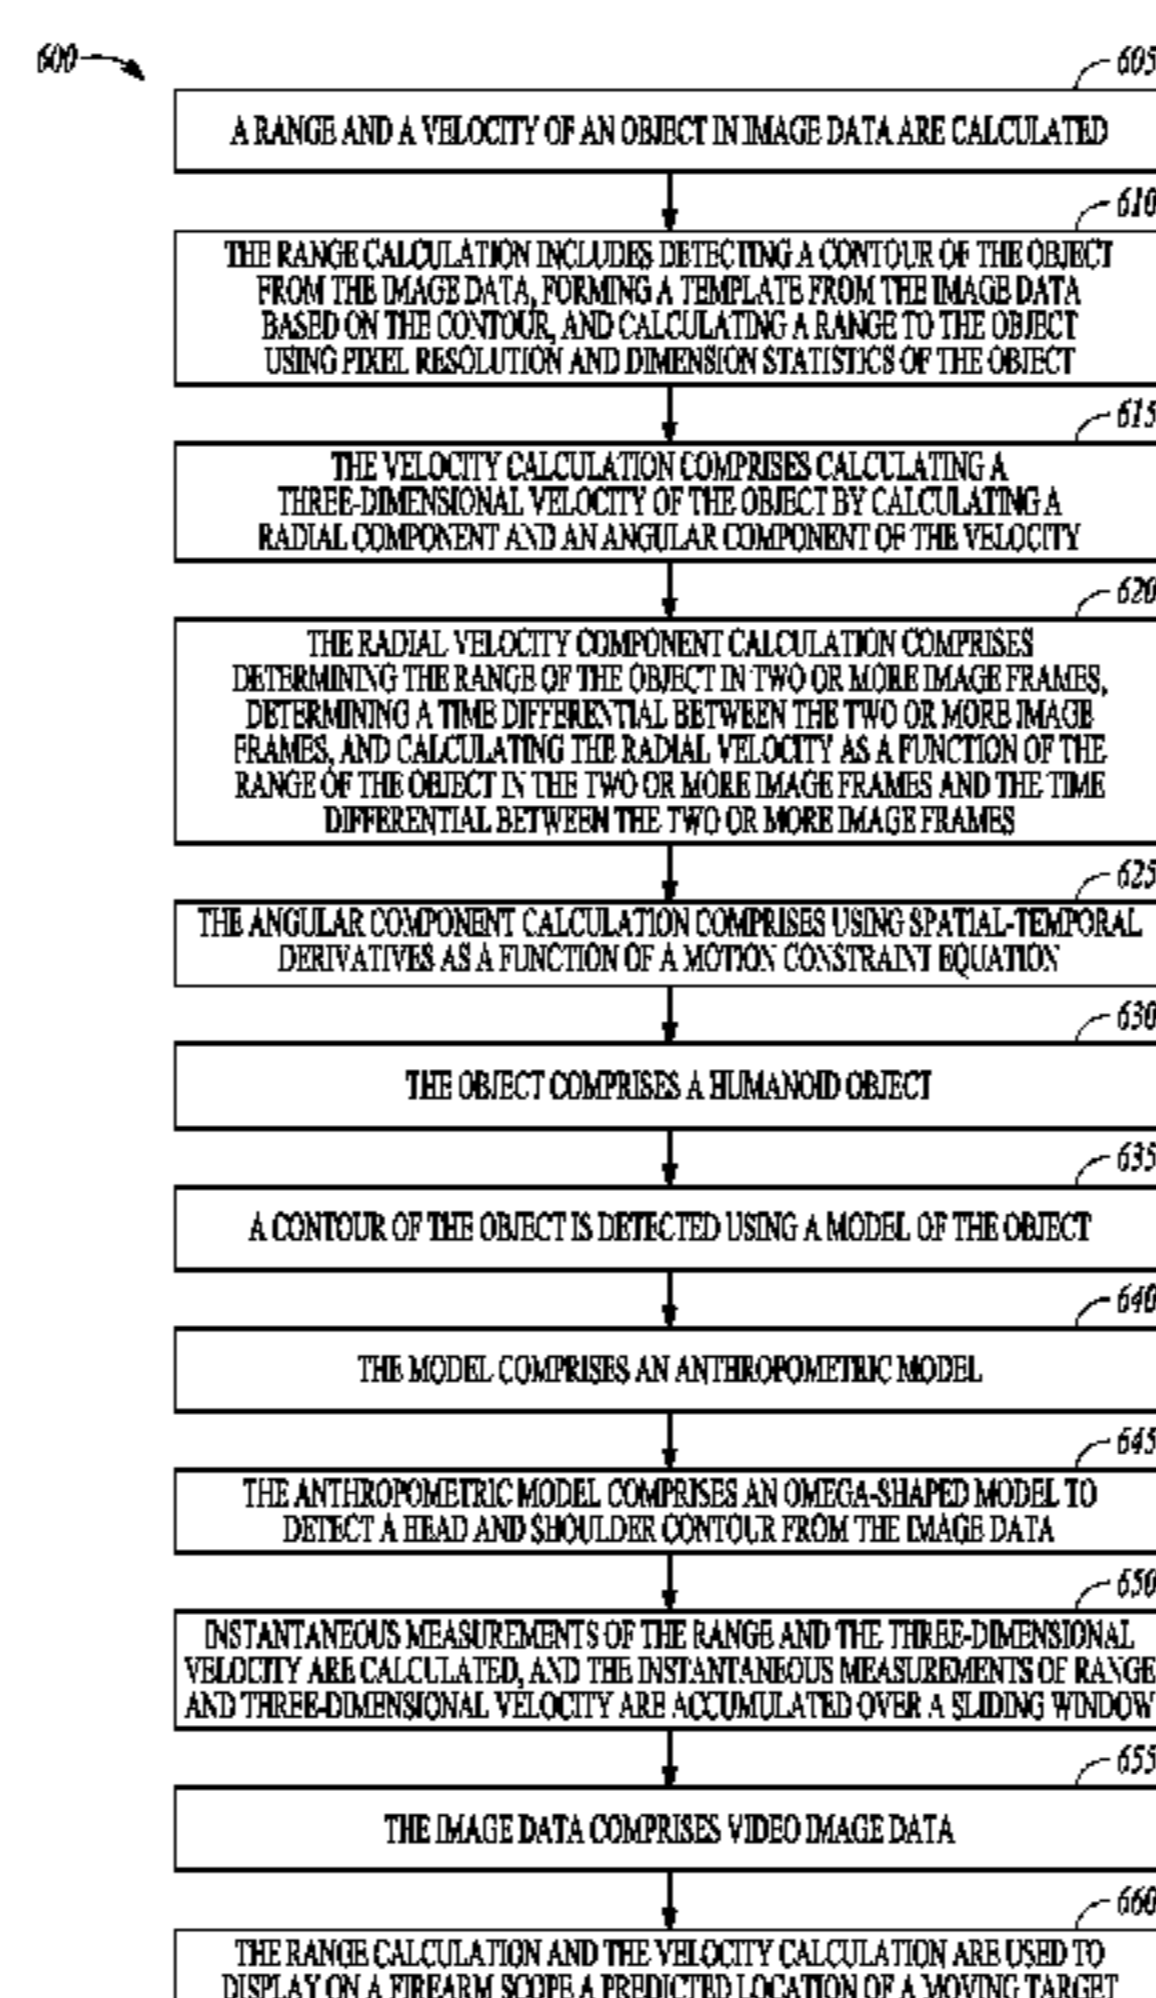 600
605
A RANGE AND A VELOCITY OF AN OBJECT IN IMAGE DATA ARE CALCULATED
610
THE RANGE CALCULATION INCLUDES DETECTING A CONTOUR OF THE OBJECT
FROM THE IMAGE DATA, FORMING A TEMPLATE FROM THE IMAGE DATA
BASED ON THE CONTOUR, AND CALCULATING A RANGE TO THE OBJECT
USING PIXEL RESOLUTION AND DIMENSION STATISTICS OF THE OBJECT
615
THE VELOCITY CALCULATION COMPRISES CALCULATING A
THREE-DIMENSIONAL VELOCITY OF THE OBJECT BY CALCULATING A
RADIAL COMPONENT AND AN ANGULAR COMPONENT OF THE VELOCITY
620
THE RADIAL VELOCITY COMPONENT CALCULATION COMPRISES
DETERMINING THE RANGE OF THE OBJECT IN TWO OR MORE IMAGE FRAMES,
DETERMINING A TIME DIFFERENTIAL BETWEEN THE TWO OR MORE IMAGE
FRAMES, AND CALCULATING THE RADIAL VELOCITY AS A FUNCTION OF THE
RANGE OF THE OBJECT IN THE TWO OR MORE IMAGE FRAMES AND THE TIME
DIFFERENTIAL BETWEEN THE TWO OR MORE IMAGE FRAMES
625
THE ANGULAR COMPONENT CALCULATION COMPRISES USING SPATIAL-TEMPORAL
DERIVATIVES AS A FUNCTION OF A MOTION CONSTRAINT EQUATION
630
THE OBJECT COMPRISES A HUMANOID OBJECT
635
A CONTOUR OF THE OBJECT IS DETECTED USING A MODEL OF THE OBJECT
640
THE MODEL COMPRISES AN ANTHROPOMETRIC MODEL
645
THE ANTHROPOMETRIC MODEL COMPRISES AN OMEGA-SHAPED MODEL TO
DETECT A HEAD AND SHOULDER CONTOUR FROM THE IMAGE DATA
650
INSTANTANEOUS MEASUREMENTS OF THE RANGE AND THE THREE-DIMENSIONAL
VELOCITY ARE CALCULATED, AND THE INSTANTANEOUS MEASUREMENTS OF RANGE
AND THREE-DIMENSIONAL VELOCITY ARE ACCUMULATED OVER A SLIDING WINDOW
655
THE IMAGE DATA COMPRISES VIDEO IMAGE DATA
660
THE RANGE CALCULATION AND THE VELOCITY CALCULATION ARE USED TO
DISPLAY ON A FIREARM SCOPE A PREDICTED LOCATION OF A MOVING TARGET